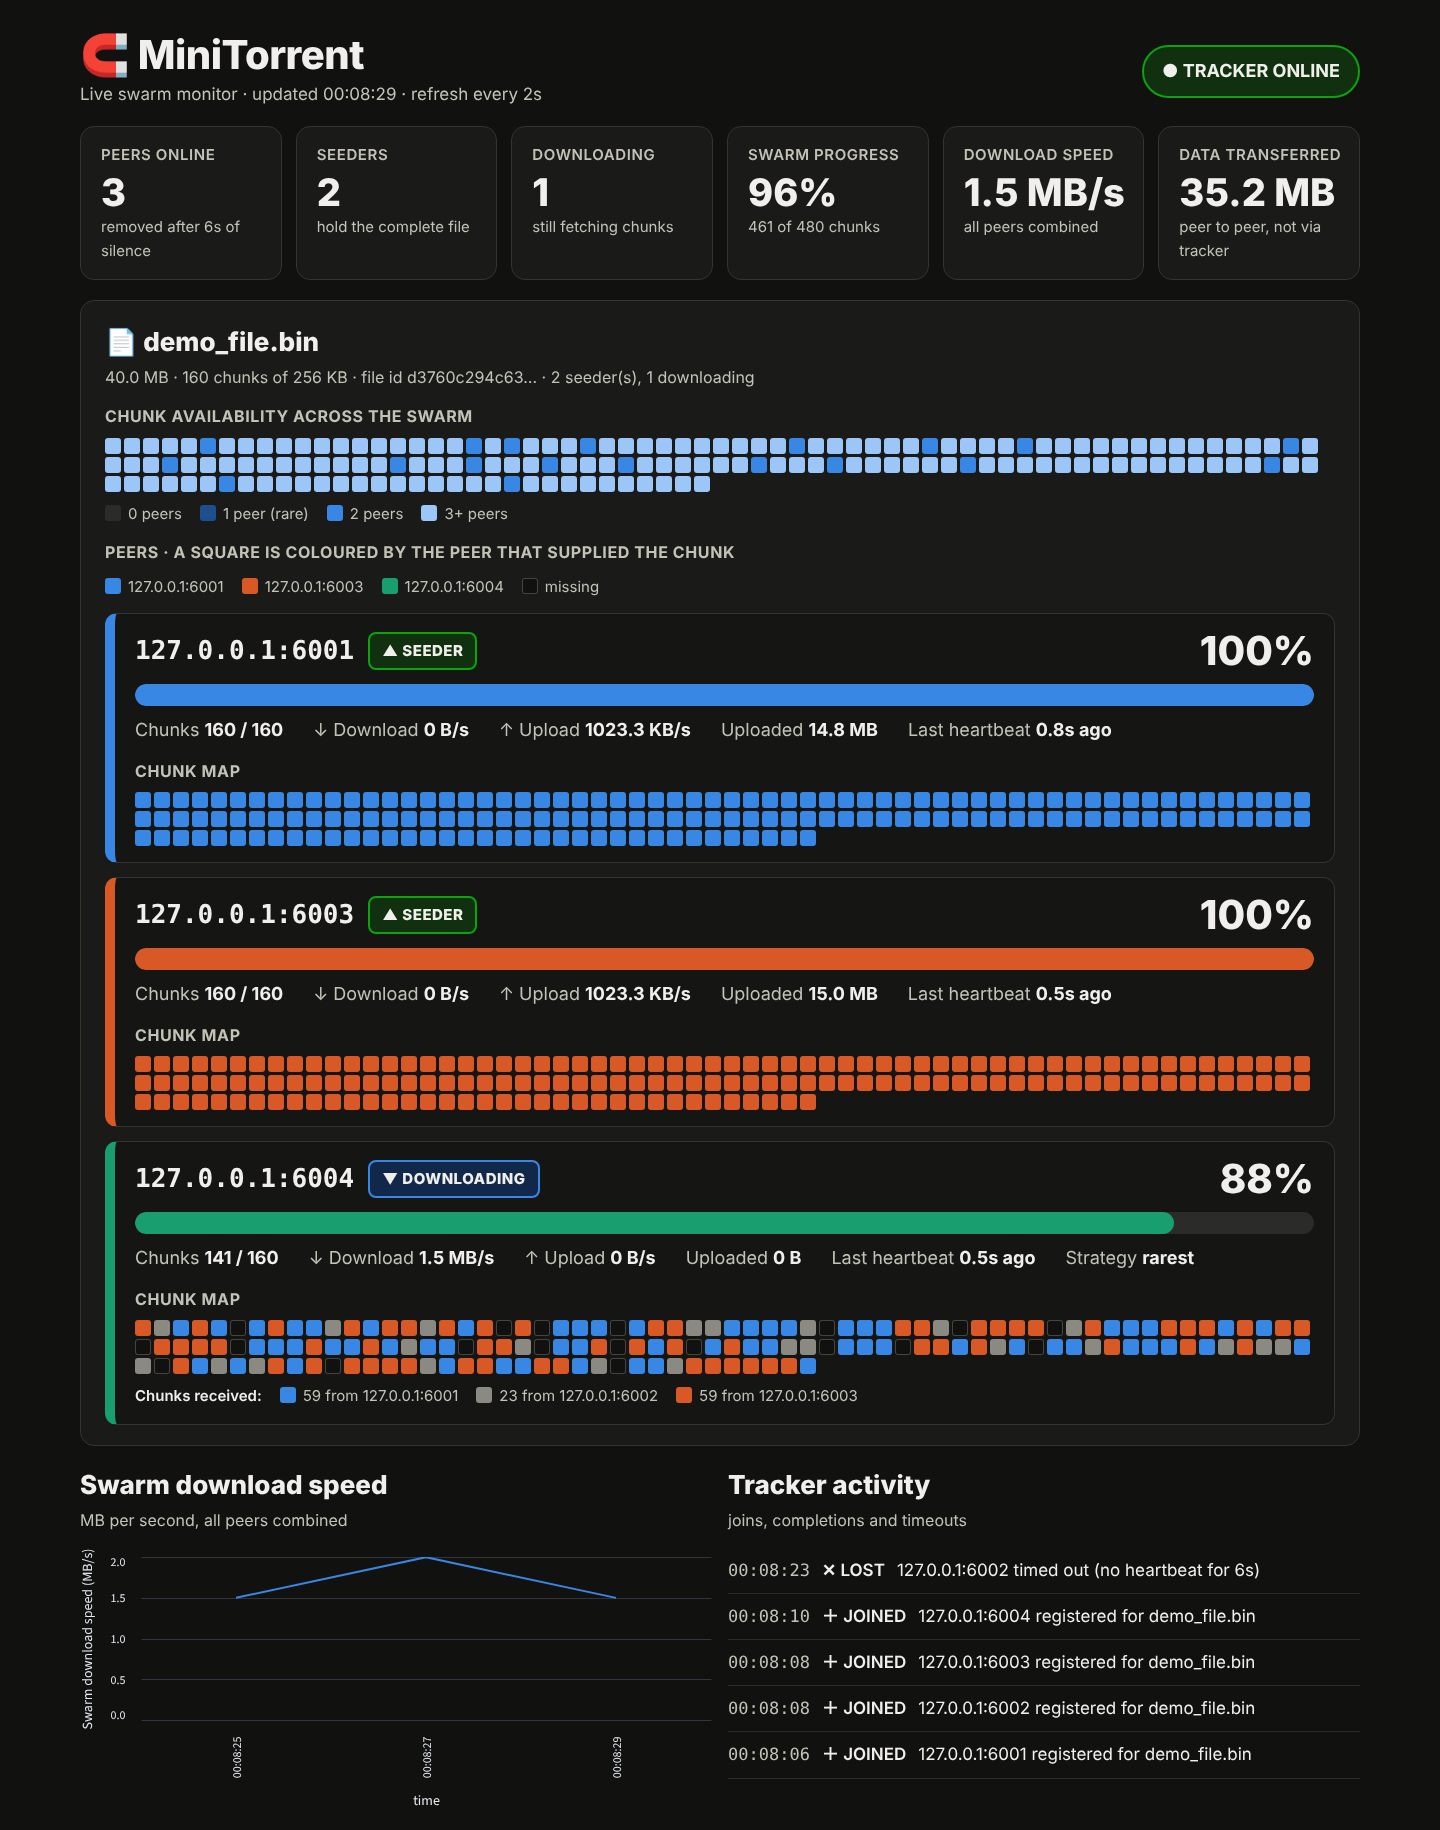 🧲 MiniTorrent
Live swarm monitor · updated 00:08:29 · refresh every 2s
● TRACKER ONLINE
PEERS ONLINE
3
removed after 6s of
silence
SEEDERS
2
hold the complete file
DOWNLOADING
1
still fetching chunks
SWARM PROGRESS
96%
461 of 480 chunks
DOWNLOAD SPEED
1.5 MB/s
all peers combined
DATA TRANSFERRED
35.2 MB
peer to peer, not via
tracker
📄 demo_file.bin
40.0 MB · 160 chunks of 256 KB · file id d3760c294c63… · 2 seeder(s), 1 downloading
CHUNK AVAILABILITY ACROSS THE SWARM
0 peers 1 peer (rare) 2 peers 3+ peers
PEERS · A SQUARE IS COLOURED BY THE PEER THAT SUPPLIED THE CHUNK
127.0.0.1:6001 127.0.0.1:6003 127.0.0.1:6004 missing
127.0.0.1:6001 ▲ SEEDER 100%
Chunks 160 / 160 ↓ Download 0 B/s ↑ Upload 1023.3 KB/s Uploaded 14.8 MB Last heartbeat 0.8s ago
CHUNK MAP
127.0.0.1:6003 ▲ SEEDER 100%
Chunks 160 / 160 ↓ Download 0 B/s ↑ Upload 1023.3 KB/s Uploaded 15.0 MB Last heartbeat 0.5s ago
CHUNK MAP
127.0.0.1:6004 ▼ DOWNLOADING 88%
Chunks 141 / 160 ↓ Download 1.5 MB/s ↑ Upload 0 B/s Uploaded 0 B Last heartbeat 0.5s ago Strategy rarest
CHUNK MAP
Chunks received: 59 from 127.0.0.1:6001 23 from 127.0.0.1:6002 59 from 127.0.0.1:6003
Swarm download speed
MB per second, all peers combined
Swarm download speed (MB/s)
2.0
1.5
1.0
0.5
0.0
00:08:25
00:08:27
00:08:29
time
Tracker activity
joins, completions and timeouts
00:08:23 ✕ LOST 127.0.0.1:6002 timed out (no heartbeat for 6s)
00:08:10 + JOINED 127.0.0.1:6004 registered for demo_file.bin
00:08:08 + JOINED 127.0.0.1:6003 registered for demo_file.bin
00:08:08 + JOINED 127.0.0.1:6002 registered for demo_file.bin
00:08:06 + JOINED 127.0.0.1:6001 registered for demo_file.bin